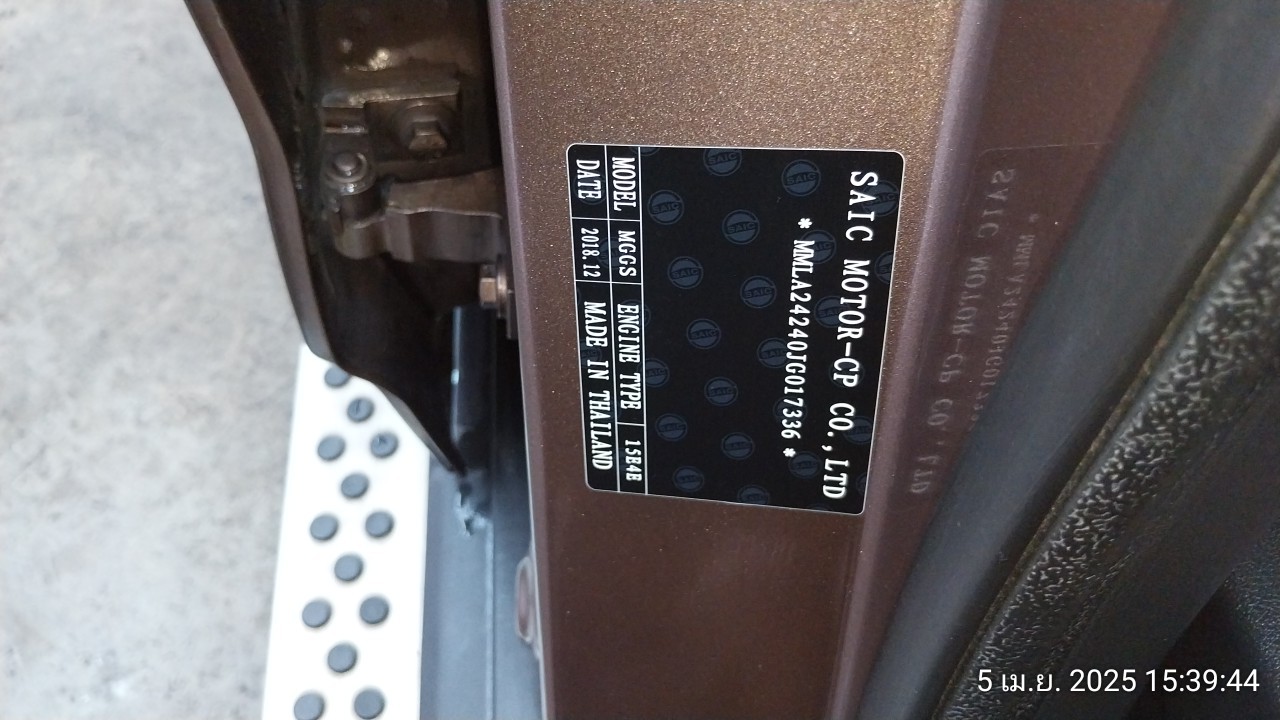 SAIC MOTOR-CP CO.,LTD
* MMLA24240JG017336 *
MODEL MGGS ENGINE TYPE 15E4E
DATE 2018.12 MADE IN THAILAND
5 เม.ย. 2025 15:39:44